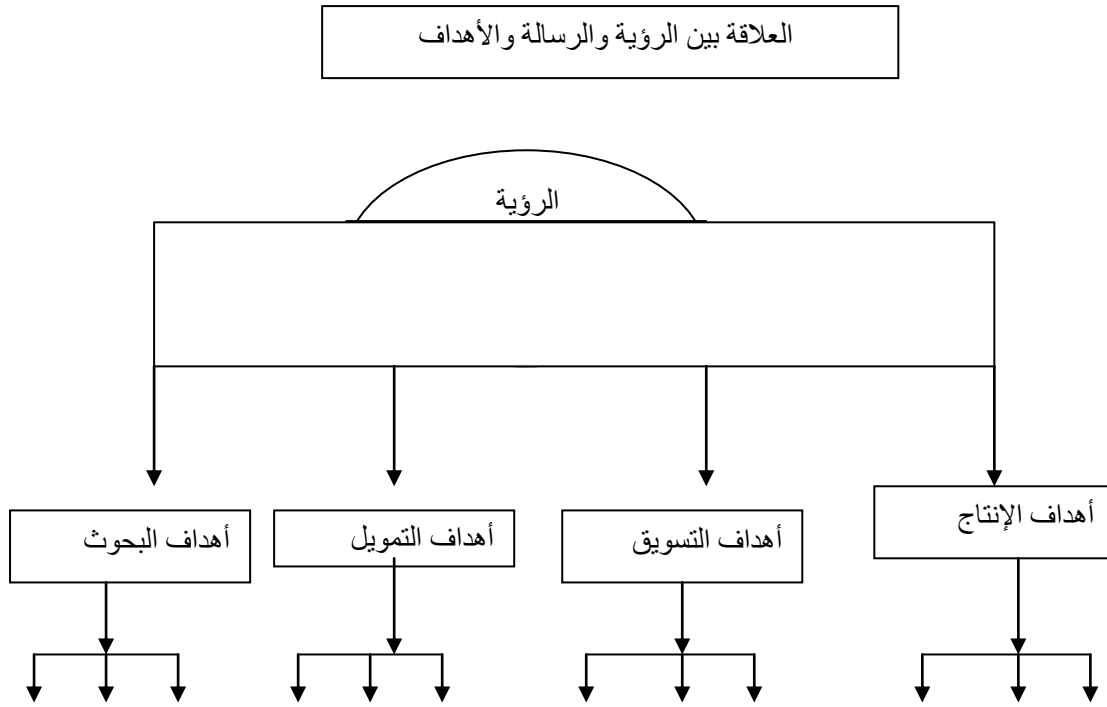 العلاقة بين الرؤية والرسالة والأهداف
الرؤية
أهداف الإنتاج
أهداف التسويق
أهداف التمويل
أهداف البحوث